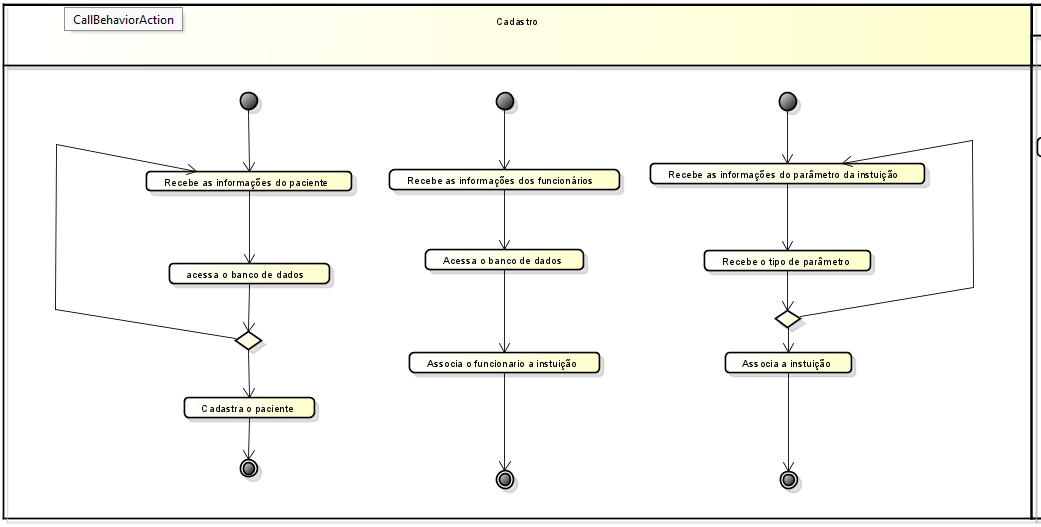 CallBehaviorAction
Cadastro
Recebe as informações do paciente
Recebe as informações dos funcionários
Recebe as informações do parâmetro da instuição
acessa o banco de dados
Acessa o banco de dados
Recebe o tipo de parâmetro
Associa o funcionario a instuição
Associa a instuição
Cadastra o paciente